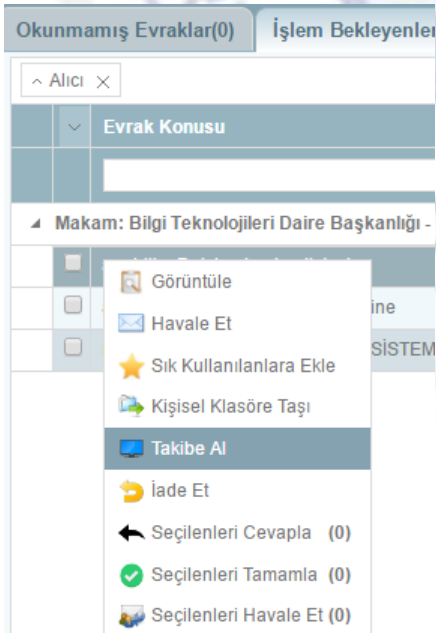 Okunmamış Evraklar(0) İşlem Bekleyenler
Alıcı
Evrak Konusu
Makam: Bilgi Teknolojileri Daire Başkanlığı -
Görüntüle
ine
Havale Et
SİSTEM
Sık Kullanılanlara Ekle
Kişisel Klasöre Taşı
Takibe Al
İade Et
Seçilenleri Cevapla (0)
Seçilenleri Tamamla (0)
Seçilenleri Havale Et (0)